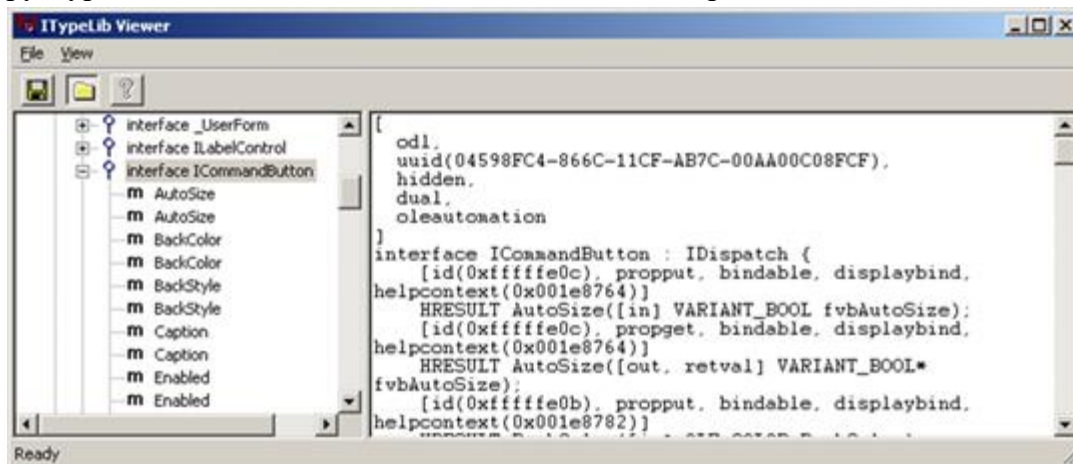 ITypeLib Viewer
File View
interface _UserForm
interface ILabelControl
interface ICommandButton
m AutoSize
m AutoSize
m BackColor
m BackColor
m BackStyle
m BackStyle
m Caption
m Caption
m Enabled
m Enabled
[
odl,
uuid(04598FC4-866C-11CF-AB7C-00AA00C08FCF),
hidden,
dual,
oleautomation
]
interface ICommandButton : IDispatch {
[id(0xfffffe0c), propput, bindable, displaybind,
helpcontext(0x001e8764)]
HRESULT AutoSize([in] VARIANT_BOOL fvbAutoSize);
[id(0xfffffe0c), propget, bindable, displaybind,
helpcontext(0x001e8764)]
HRESULT AutoSize([out, retval] VARIANT_BOOL*
fvbAutoSize);
[id(0xfffffe0b), propput, bindable, displaybind,
helpcontext(0x001e8782)]
Ready